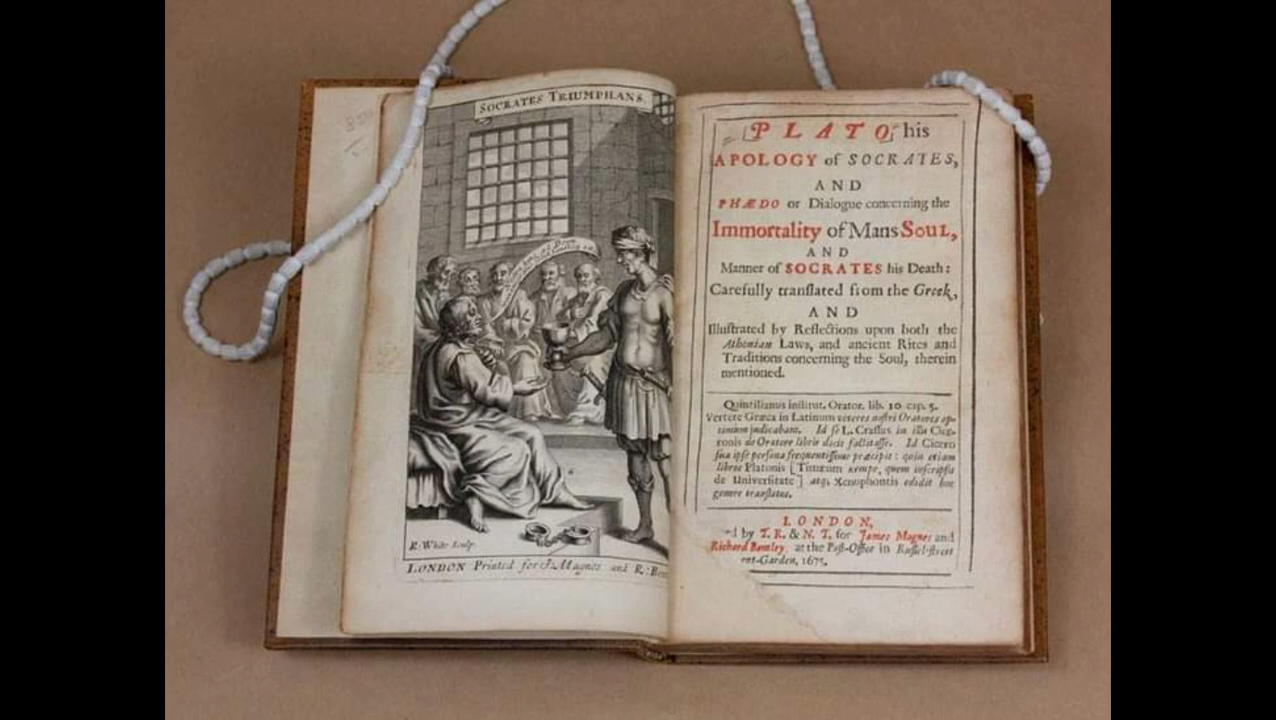 SOCRATES TRIUMPHANS.
R. White Sculp.
LONDON Printed for J. Magnes and R. Ben
PLATO his
APOLOGY of SOCRATES,
AND
PHÆDO or Dialogue concerning the
Immortality of Mans Soul,
AND
Manner of SOCRATES his Death:
Carefully tranſlated from the Greek,
AND
Illuſtrated by Reflections upon both the
Athenian Laws, and ancient Rites and
Traditions concerning the Soul, therein
mentioned.
Quintilianus inſtitut. Orator. lib. 10 cap. 5.
Vertere Græca in Latinum veteres noſtri Oratores op-
timum judicabant. Id ſe L. Craſſus in illis Cice-
ronis de Oratore libris dicit factitaſſe. Id Cicero
ſua ipſe perſona frequentiſſime præcipit: quin etiam
libros Platonis [Timæum nempe, quem inſcripſit
de Univerſitate] atq; Xenophontis edidit hoc
genere tranſlatos.
LONDON,
ed by T. R. & N. T. for James Magnes and
Richard Bentley, at the Poſt-Office in Ruſſel-ſtreet
ent-Garden, 1675.